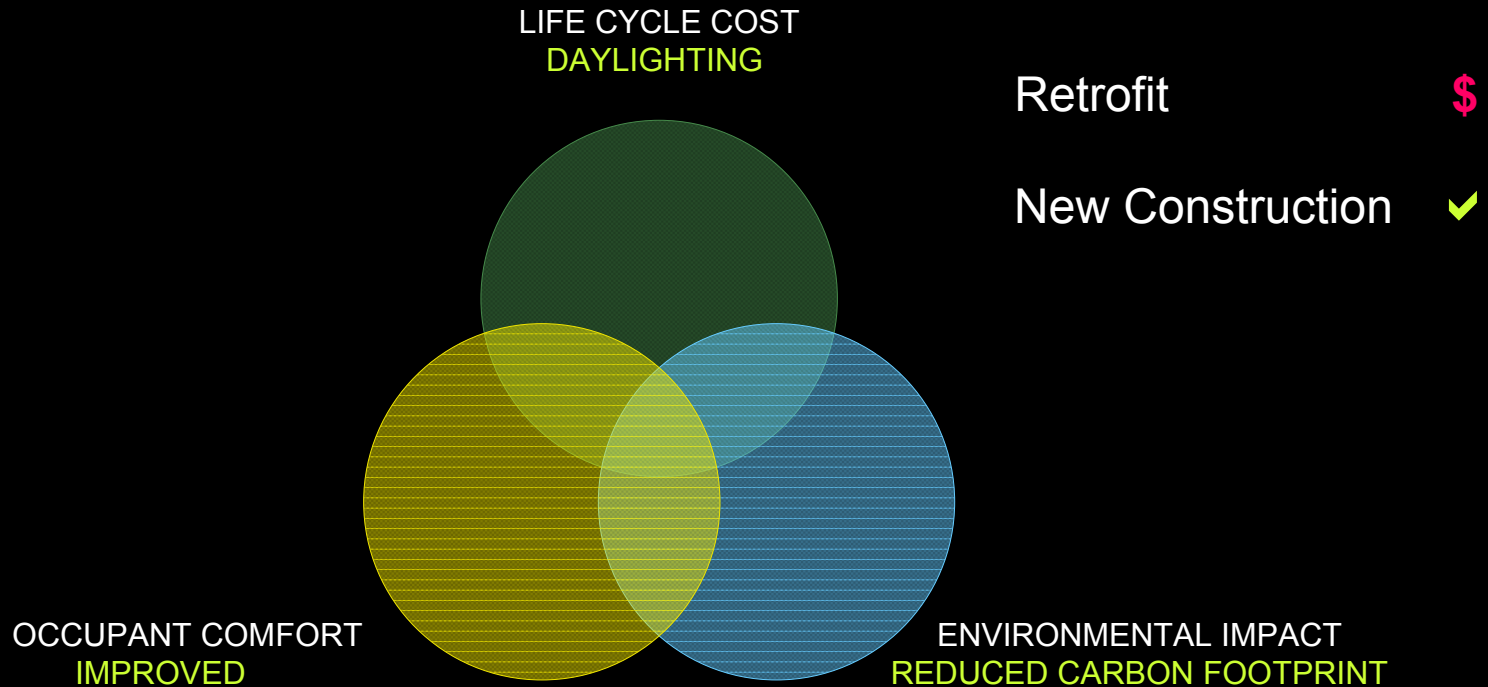 LIFE CYCLE COST
DAYLIGHTING
Retrofit $
New Construction ✓
OCCUPANT COMFORT
IMPROVED
ENVIRONMENTAL IMPACT
REDUCED CARBON FOOTPRINT